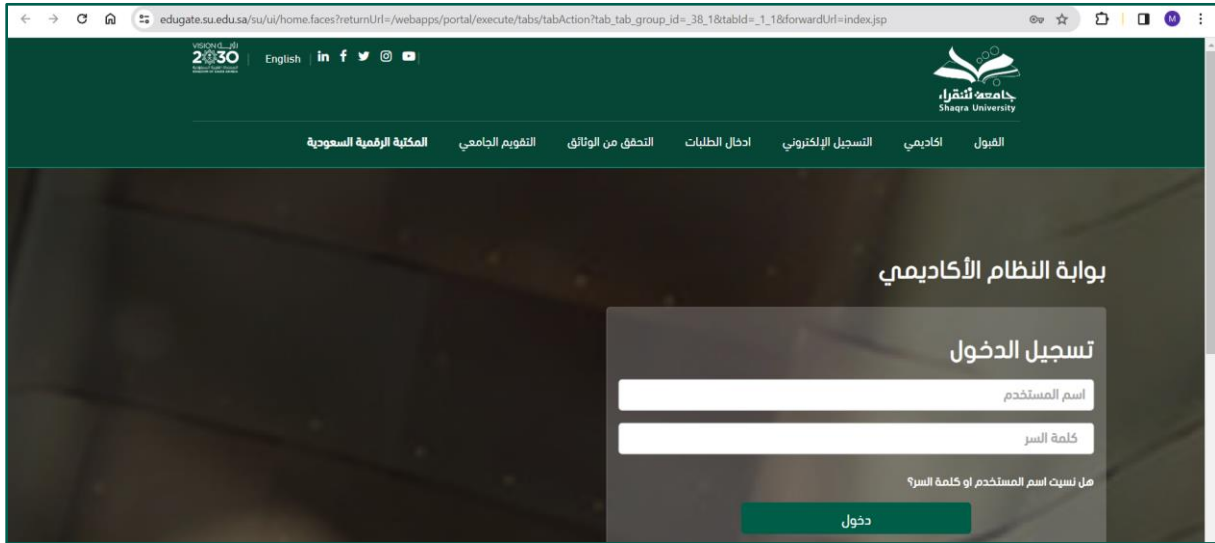 edugate.su.edu.sa/su/ui/home.faces?returnUrl=/webapps/portal/execute/tabs/tabAction?tab_tab_group_id=_38_1&tabId=_1_1&forwardUrl=index.jsp
M
جامعة شقراء
Shaqra University
English
VISION رؤية
2030
القبول اكاديمي التسجيل الإلكتروني ادخال الطلبات التحقق من الوثائق التقويم الجامعي المكتبة الرقمية السعودية
بوابة النظام الأكاديمي
تسجيل الدخول
اسم المستخدم
كلمة السر
هل نسيت اسم المستخدم او كلمة السر؟
دخول